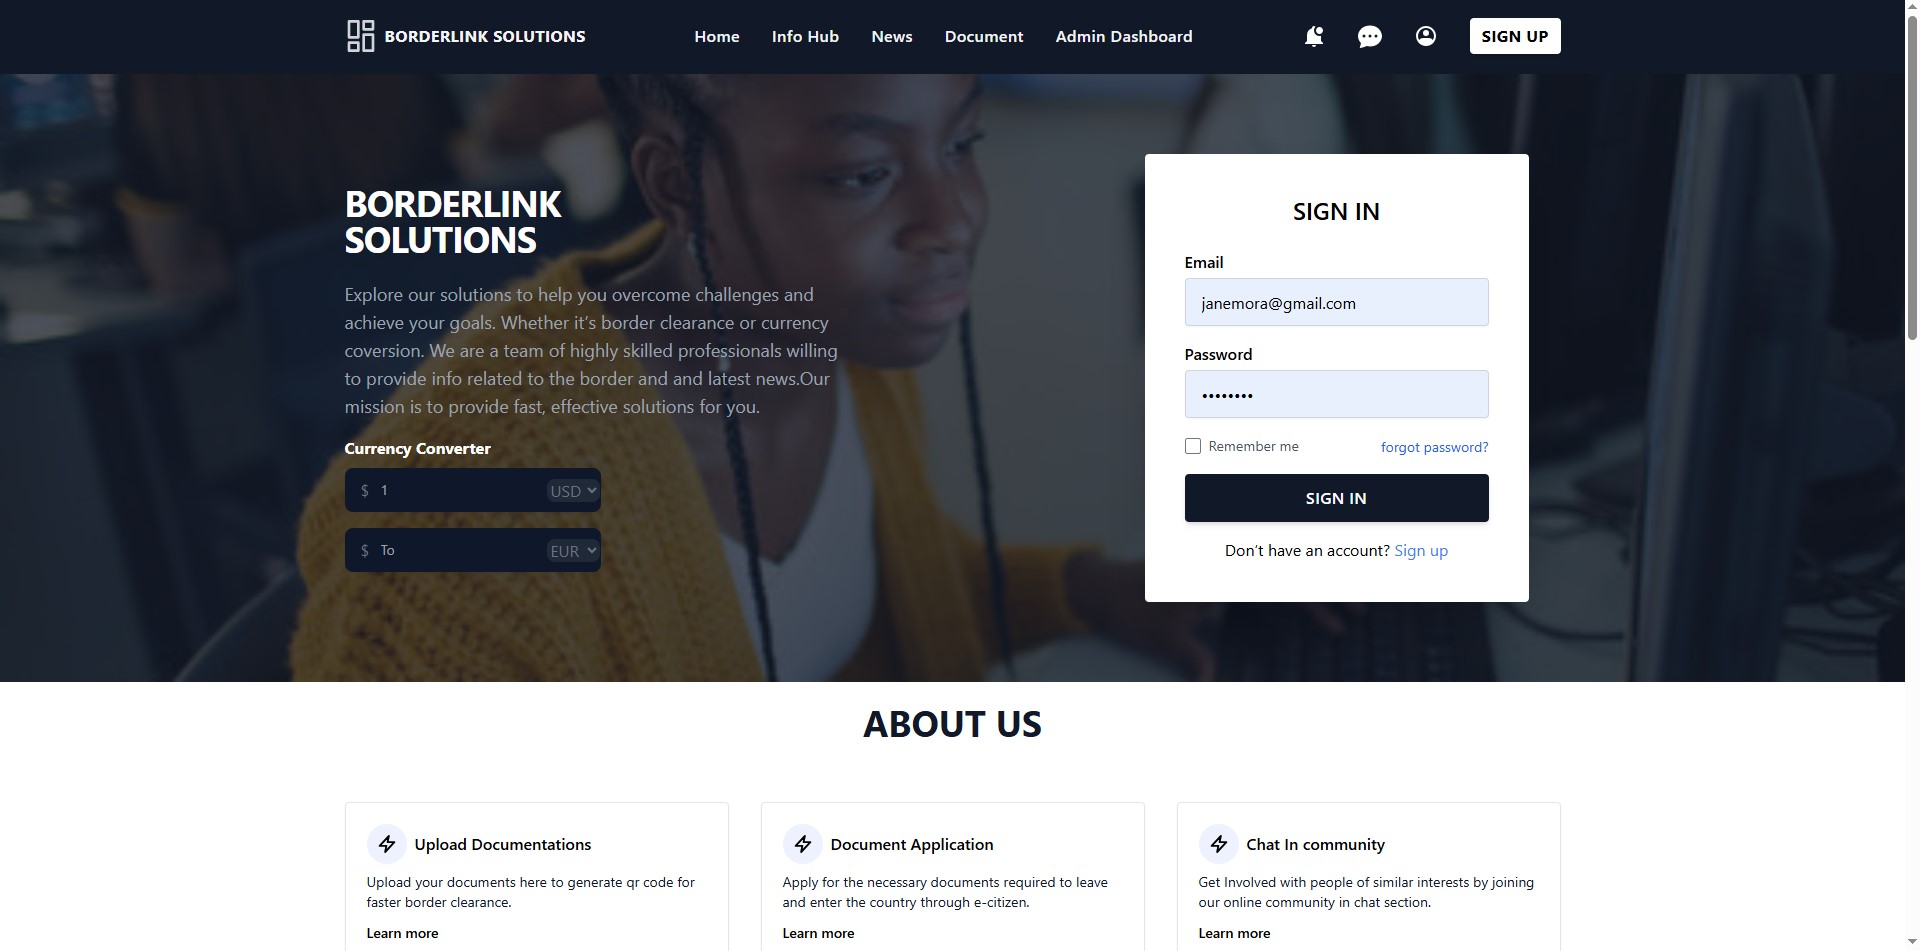 BORDERLINK SOLUTIONS
Home
Info Hub
News
Document
Admin Dashboard
SIGN UP
BORDERLINK
SOLUTIONS
Explore our solutions to help you overcome challenges and
achieve your goals. Whether it’s border clearance or currency
coversion. We are a team of highly skilled professionals willing
to provide info related to the border and and latest news.Our
mission is to provide fast, effective solutions for you.
Currency Converter
$ 1 USD
$ To EUR
SIGN IN
Email
janemora@gmail.com
Password
••••••••
Remember me
forgot password?
SIGN IN
Don’t have an account? Sign up
ABOUT US
Upload Documentations
Upload your documents here to generate qr code for
faster border clearance.
Learn more
Document Application
Apply for the necessary documents required to leave
and enter the country through e-citizen.
Learn more
Chat In community
Get Involved with people of similar interests by joining
our online community in chat section.
Learn more